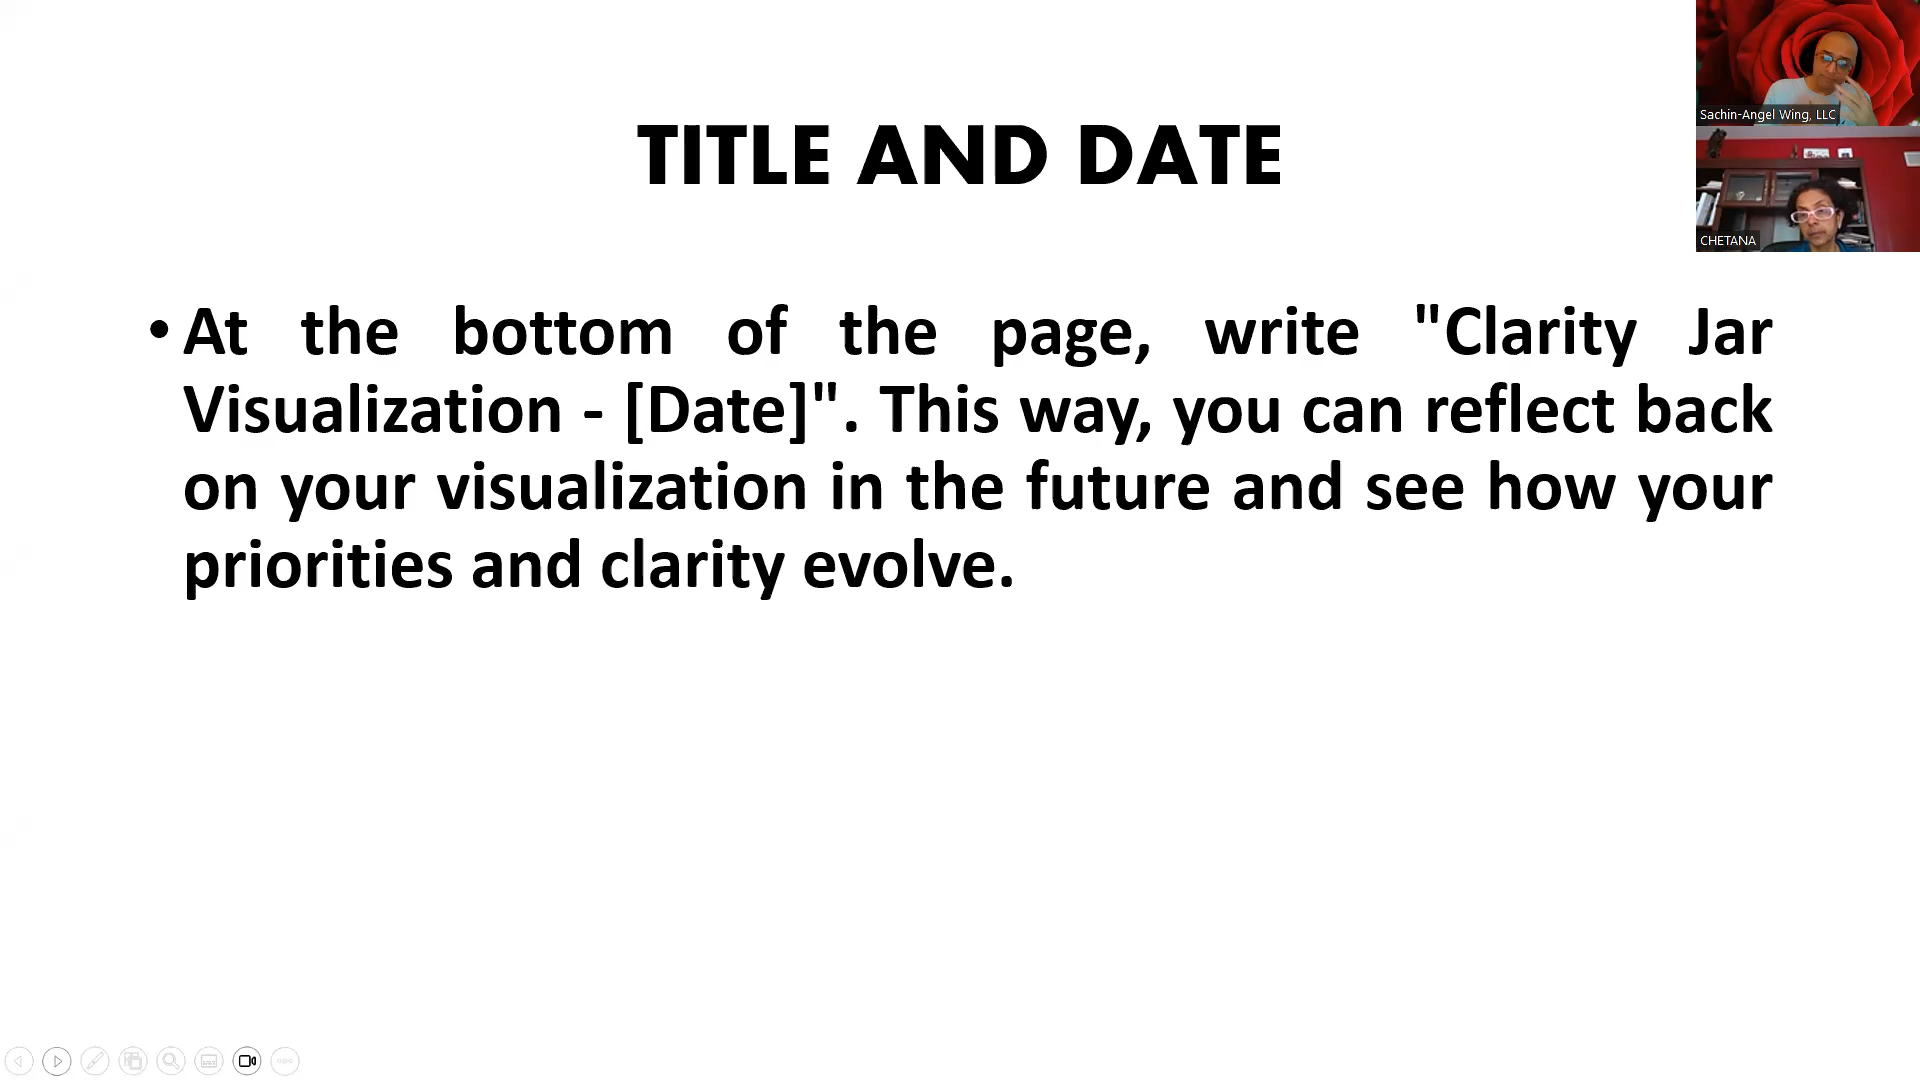 TITLE AND DATE
Sachin-Angel Wing, LLC
CHETANA
• At the bottom of the page, write "Clarity Jar
Visualization - [Date]". This way, you can reflect back
on your visualization in the future and see how your
priorities and clarity evolve.